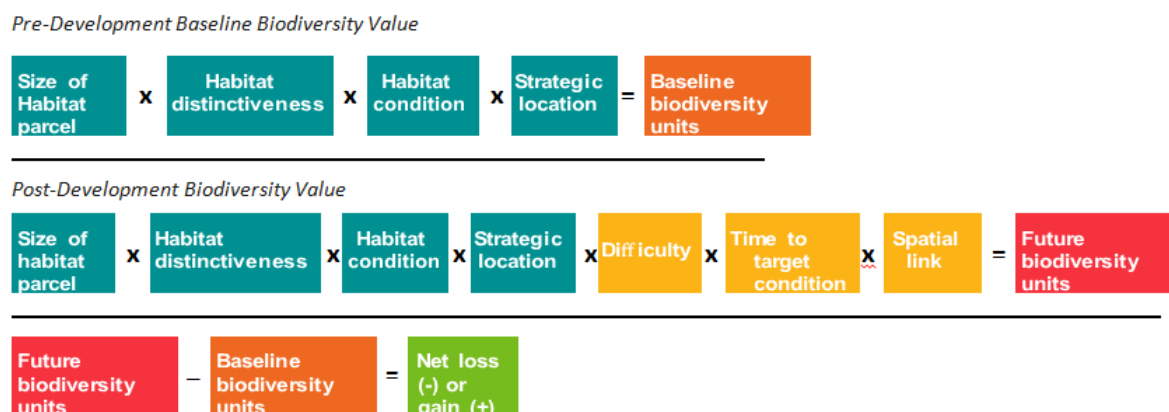 Pre-Development Baseline Biodiversity Value
Size of Habitat parcel x Habitat distinctiveness x Habitat condition x Strategic location = Baseline biodiversity units
Post-Development Biodiversity Value
Size of habitat parcel x Habitat distinctiveness x Habitat condition x Strategic location x Difficulty x Time to target condition x Spatial link = Future biodiversity units
Future biodiversity units – Baseline biodiversity units = Net loss (-) or gain (+)